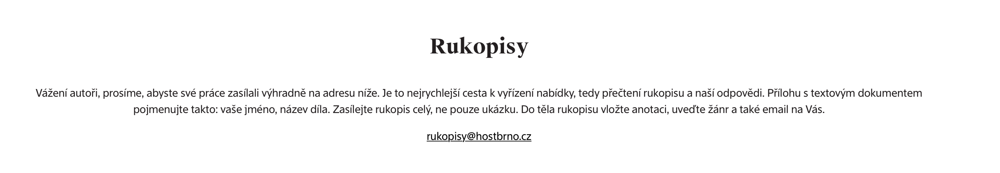 Rukopisy
Vážení autoři, prosíme, abyste své práce zasílali výhradně na adresu níže. Je to nejrychlejší cesta k vyřízení nabídky, tedy přečtení rukopisu a naší odpovědi. Přílohu s textovým dokumentem
pojmenujte takto: vaše jméno, název díla. Zasílejte rukopis celý, ne pouze ukázku. Do těla rukopisu vložte anotaci, uveďte žánr a také email na Vás.
rukopisy@hostbrno.cz